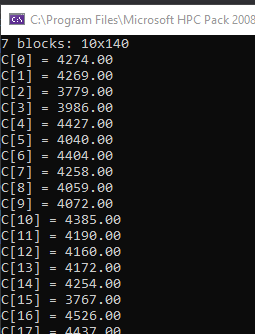 C:\Program Files\Microsoft HPC Pack 2008
7 blocks: 10x140
C[0] = 4274.00
C[1] = 4269.00
C[2] = 3779.00
C[3] = 3986.00
C[4] = 4427.00
C[5] = 4040.00
C[6] = 4404.00
C[7] = 4258.00
C[8] = 4059.00
C[9] = 4072.00
C[10] = 4385.00
C[11] = 4190.00
C[12] = 4160.00
C[13] = 4172.00
C[14] = 4254.00
C[15] = 3767.00
C[16] = 4526.00
C[17] = 4437.00